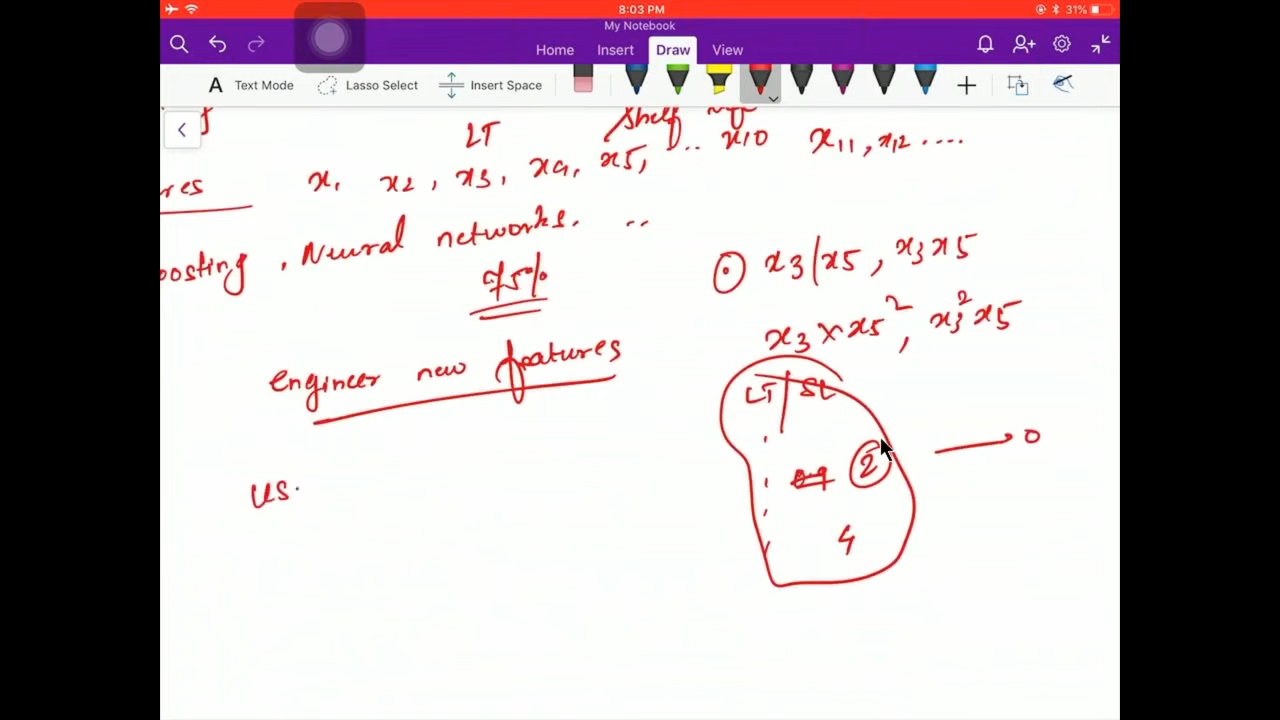 8:03 PM
31%
My Notebook
Home Insert Draw View
Text Mode Lasso Select Insert Space
LT shelf
x1 x2, x3, x4, x5, .. x10 x11, x12 ....
res
oosting, Neural networks. ..
75%
x3/x5, x3x5
x3 × x5², x3²x5
engineer new features
LT/SL
2 → 0
4
us